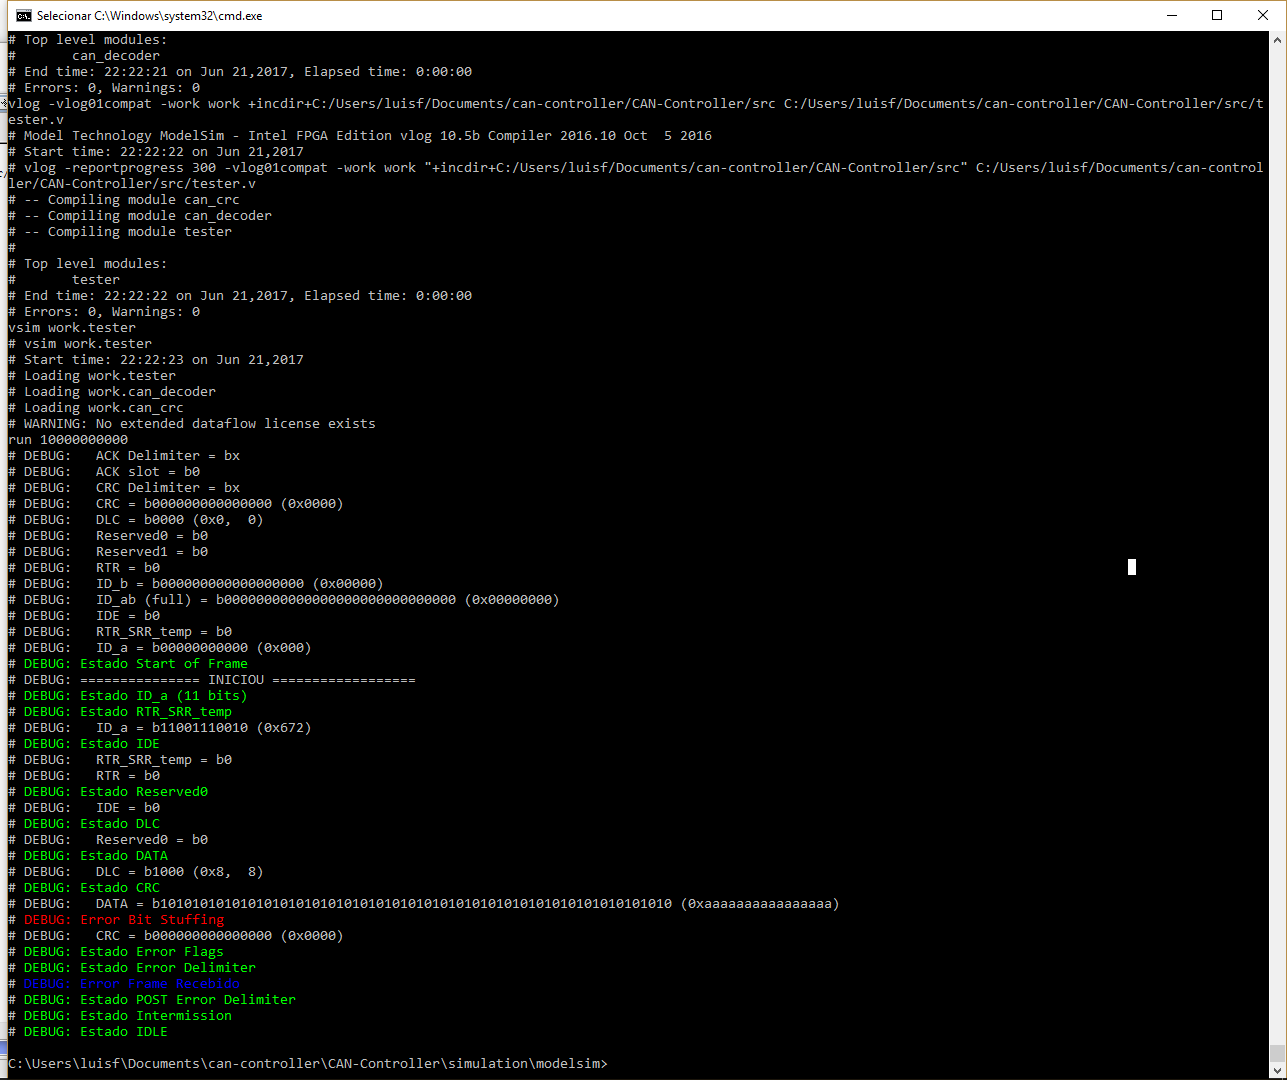 Selecionar C:\Windows\system32\cmd.exe
# Top level modules:
#       can_decoder
# End time: 22:22:21 on Jun 21,2017, Elapsed time: 0:00:00
# Errors: 0, Warnings: 0
vlog -vlog01compat -work work +incdir+C:/Users/luisf/Documents/can-controller/CAN-Controller/src C:/Users/luisf/Documents/can-controller/CAN-Controller/src/t
ester.v
# Model Technology ModelSim - Intel FPGA Edition vlog 10.5b Compiler 2016.10 Oct  5 2016
# Start time: 22:22:22 on Jun 21,2017
# vlog -reportprogress 300 -vlog01compat -work work "+incdir+C:/Users/luisf/Documents/can-controller/CAN-Controller/src" C:/Users/luisf/Documents/can-control
ler/CAN-Controller/src/tester.v
# -- Compiling module can_crc
# -- Compiling module can_decoder
# -- Compiling module tester
#
# Top level modules:
#       tester
# End time: 22:22:22 on Jun 21,2017, Elapsed time: 0:00:00
# Errors: 0, Warnings: 0
vsim work.tester
# vsim work.tester
# Start time: 22:22:23 on Jun 21,2017
# Loading work.tester
# Loading work.can_decoder
# Loading work.can_crc
# WARNING: No extended dataflow license exists
run 10000000000
# DEBUG:   ACK Delimiter = bx
# DEBUG:   ACK slot = b0
# DEBUG:   CRC Delimiter = bx
# DEBUG:   CRC = b000000000000000 (0x0000)
# DEBUG:   DLC = b0000 (0x0,  0)
# DEBUG:   Reserved0 = b0
# DEBUG:   Reserved1 = b0
# DEBUG:   RTR = b0
# DEBUG:   ID_b = b000000000000000000 (0x00000)
# DEBUG:   ID_ab (full) = b00000000000000000000000000000 (0x00000000)
# DEBUG:   IDE = b0
# DEBUG:   RTR_SRR_temp = b0
# DEBUG:   ID_a = b00000000000 (0x000)
# DEBUG: Estado Start of Frame
# DEBUG: =============== INICIOU ==================
# DEBUG: Estado ID_a (11 bits)
# DEBUG: Estado RTR_SRR_temp
# DEBUG:   ID_a = b11001110010 (0x672)
# DEBUG: Estado IDE
# DEBUG:   RTR_SRR_temp = b0
# DEBUG:   RTR = b0
# DEBUG: Estado Reserved0
# DEBUG:   IDE = b0
# DEBUG: Estado DLC
# DEBUG:   Reserved0 = b0
# DEBUG: Estado DATA
# DEBUG:   DLC = b1000 (0x8,  8)
# DEBUG: Estado CRC
# DEBUG:   DATA = b1010101010101010101010101010101010101010101010101010101010101010 (0xaaaaaaaaaaaaaaaa)
# DEBUG: Error Bit Stuffing
# DEBUG:   CRC = b000000000000000 (0x0000)
# DEBUG: Estado Error Flags
# DEBUG: Estado Error Delimiter
# DEBUG: Error Frame Recebido
# DEBUG: Estado POST Error Delimiter
# DEBUG: Estado Intermission
# DEBUG: Estado IDLE
C:\Users\luisf\Documents\can-controller\CAN-Controller\simulation\modelsim>